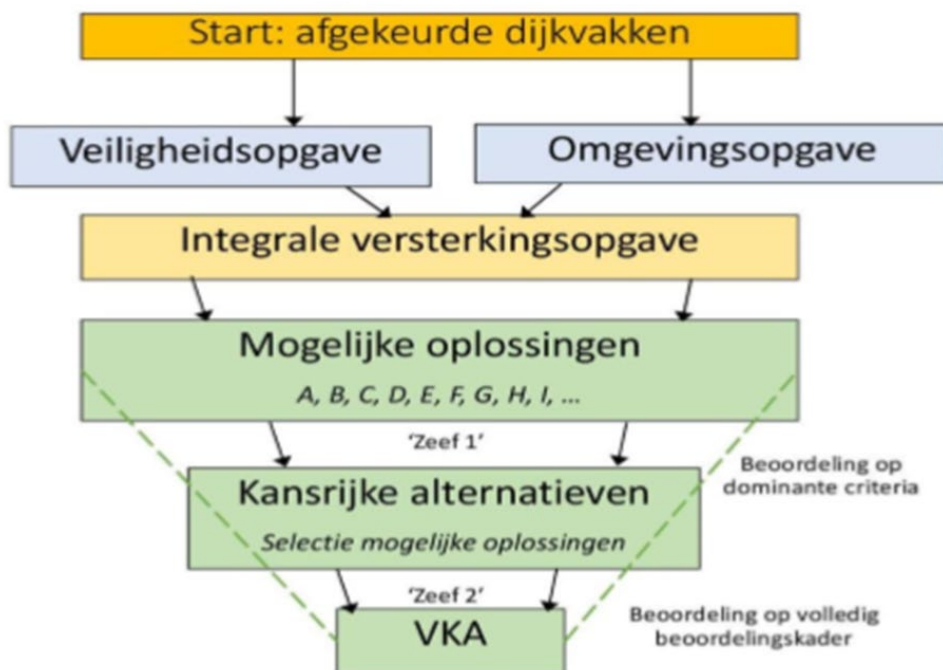 Start: afgekeurde dijkvakken
Veiligheidsopgave
Omgevingsopgave
Integrale versterkingsopgave
Mogelijke oplossingen
A, B, C, D, E, F, G, H, I, ...
'Zeef 1'
Beoordeling op
dominante criteria
Kansrijke alternatieven
Selectie mogelijke oplossingen
'Zeef 2'
Beoordeling op volledig
beoordelingskader
VKA